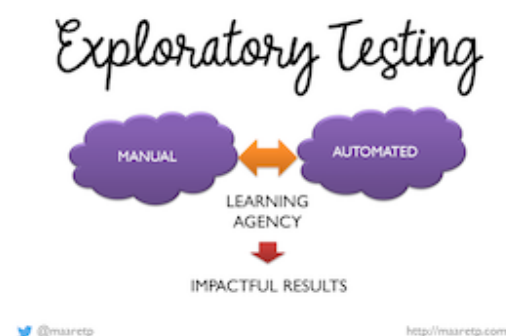 Exploratory Testing
MANUAL
AUTOMATED
LEARNING
AGENCY
IMPACTFUL RESULTS
@maaretp
http://maaretp.com